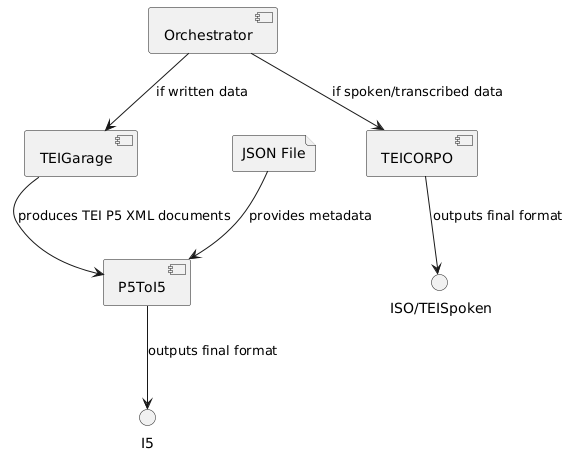 Orchestrator
if written data
if spoken/transcribed data
TEIGarage
JSON File
TEICORPO
produces TEI P5 XML documents
provides metadata
outputs final format
P5ToI5
ISO/TEISpoken
outputs final format
I5